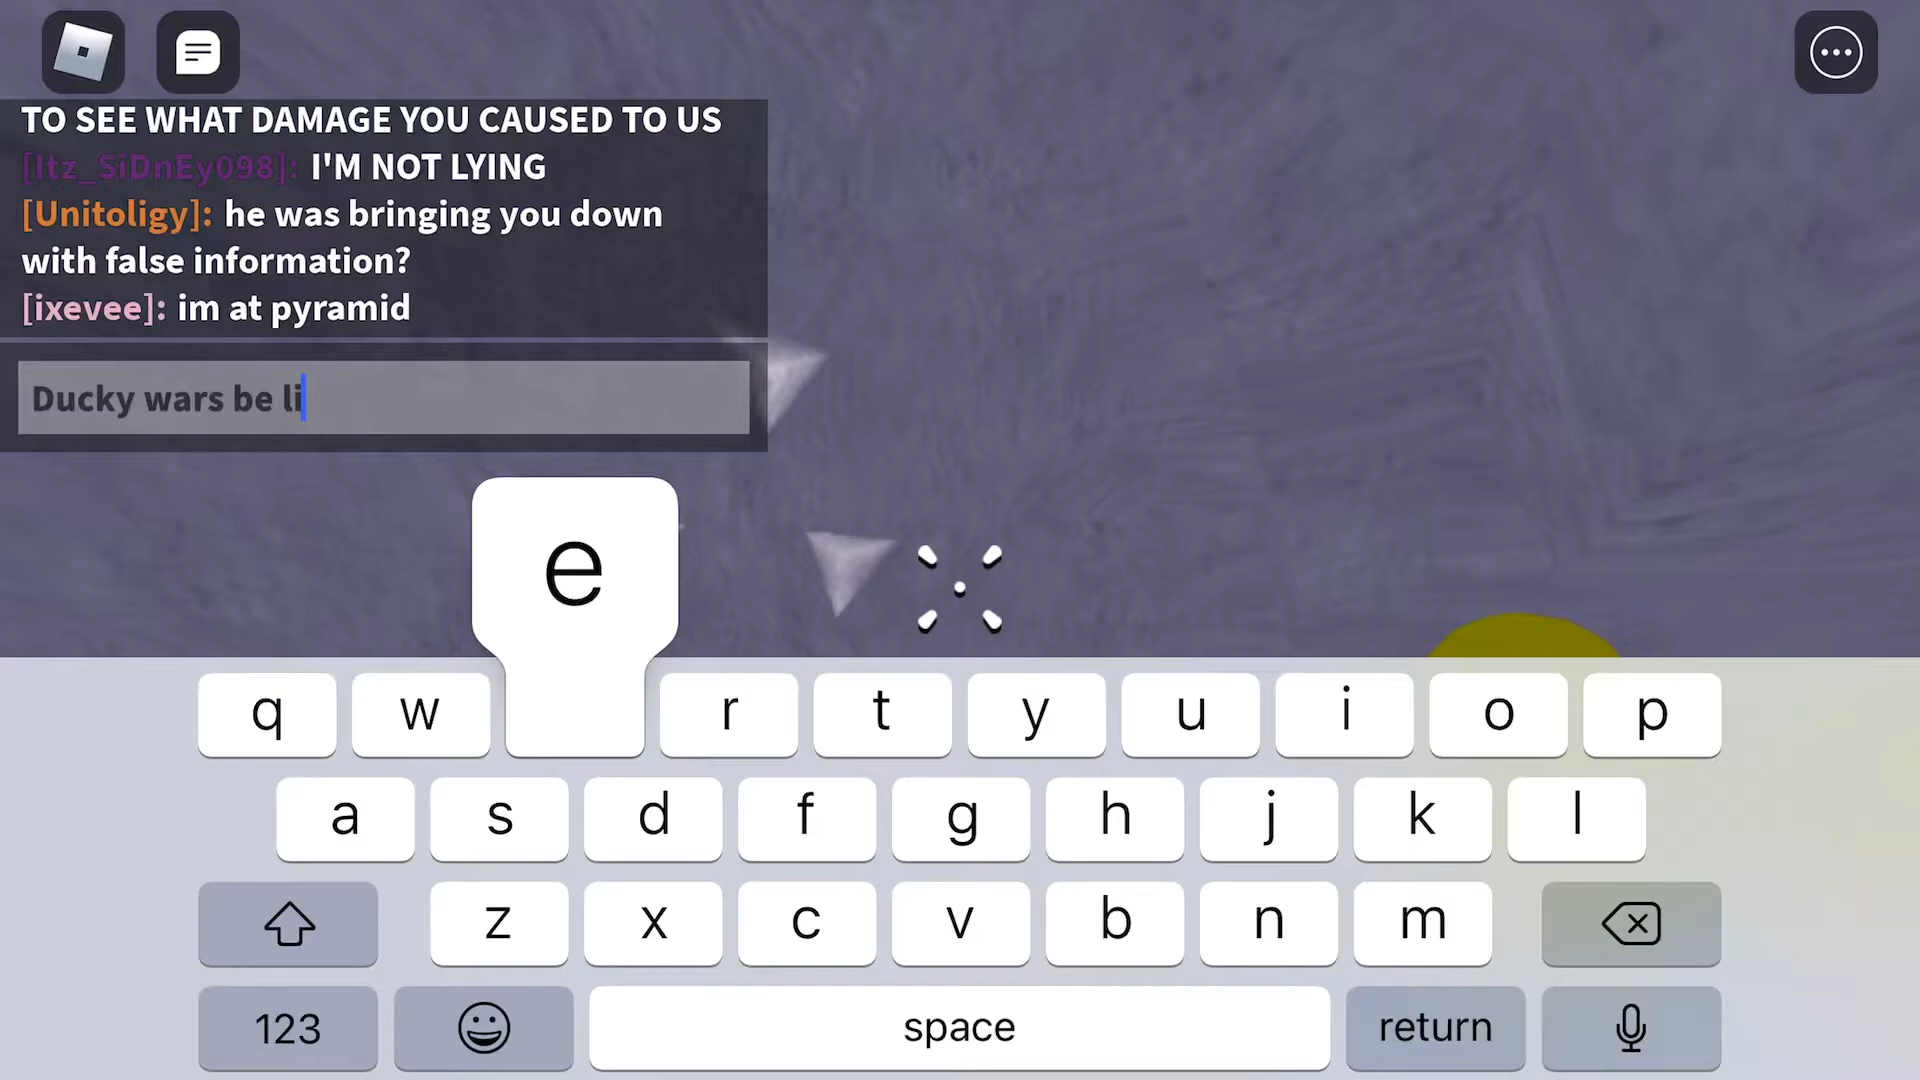 TO SEE WHAT DAMAGE YOU CAUSED TO US
[Itz_SiDnEy098]: I'M NOT LYING
[Unitoligy]: he was bringing you down
with false information?
[ixevee]: im at pyramid
Ducky wars be li
e
q w r t y u i o p
a s d f g h j k l
z x c v b n m
123 space return